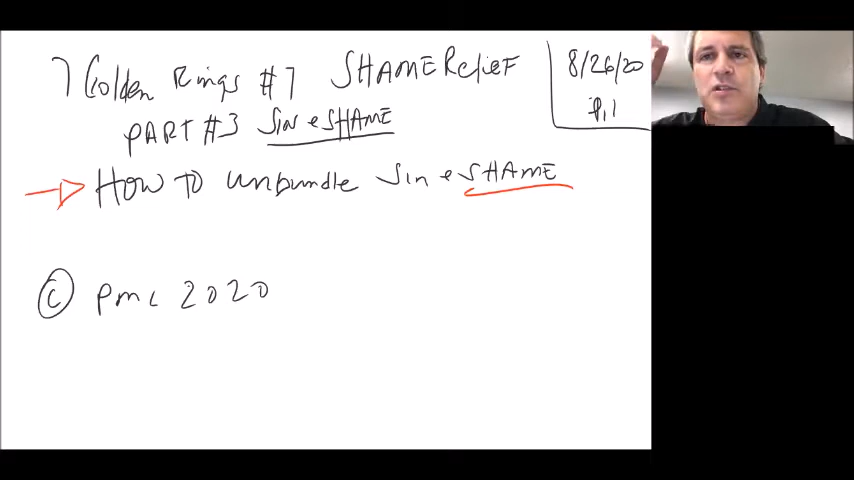 7 Golden Rings #7 SHAME Relief
PART #3 Sin e SHAME
8/26/20
P.1
HOW TO unbundle Sin e SHAME
© PMC 2020